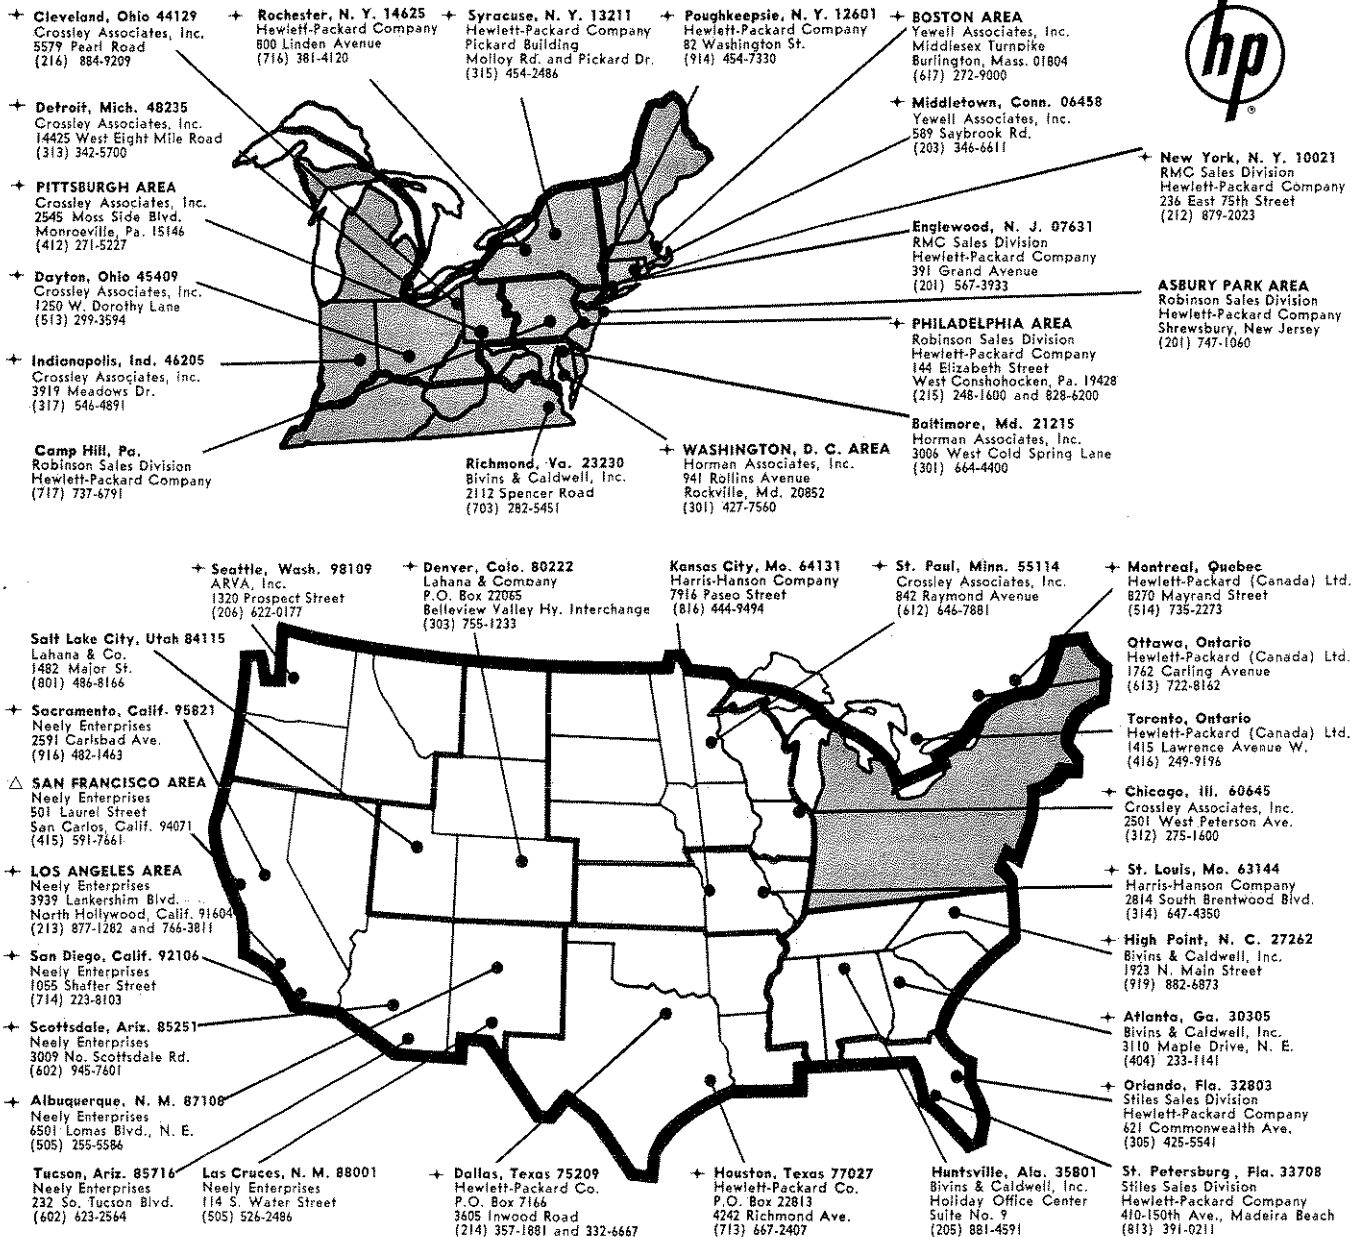 ✦ Cleveland, Ohio 44129
Crossley Associates, Inc.
5579 Pearl Road
(216) 884-9209
✦ Rochester, N. Y. 14625
Hewlett-Packard Company
800 Linden Avenue
(716) 381-4120
✦ Syracuse, N. Y. 13211
Hewlett-Packard Company
Pickard Building
Molloy Rd. and Pickard Dr.
(315) 454-2486
✦ Poughkeepsie, N. Y. 12601
Hewlett-Packard Company
82 Washington St.
(914) 454-7330
✦ BOSTON AREA
Yewell Associates, Inc.
Middlesex Turnpike
Burlington, Mass. 01804
(617) 272-9000
hp
✦ Detroit, Mich. 48235
Crossley Associates, Inc.
14425 West Eight Mile Road
(313) 342-5700
✦ Middletown, Conn. 06458
Yewell Associates, Inc.
589 Saybrook Rd.
(203) 346-6611
✦ New York, N. Y. 10021
RMC Sales Division
Hewlett-Packard Company
236 East 75th Street
(212) 879-2023
✦ PITTSBURGH AREA
Crossley Associates, Inc.
2545 Moss Side Blvd.
Monroeville, Pa. 15146
(412) 271-5227
Englewood, N. J. 07631
RMC Sales Division
Hewlett-Packard Company
391 Grand Avenue
(201) 567-3933
✦ Dayton, Ohio 45409
Crossley Associates, Inc.
1250 W. Dorothy Lane
(513) 299-3594
ASBURY PARK AREA
Robinson Sales Division
Hewlett-Packard Company
Shrewsbury, New Jersey
(201) 747-1060
✦ PHILADELPHIA AREA
Robinson Sales Division
Hewlett-Packard Company
144 Elizabeth Street
West Conshohocken, Pa. 19428
(215) 248-1600 and 828-6200
✦ Indianapolis, Ind. 46205
Crossley Associates, Inc.
3919 Meadows Dr.
(317) 546-4891
Baltimore, Md. 21215
Horman Associates, Inc.
3006 West Cold Spring Lane
(301) 664-4400
Camp Hill, Pa.
Robinson Sales Division
Hewlett-Packard Company
(717) 737-6791
Richmond, Va. 23230
Bivins & Caldwell, Inc.
2112 Spencer Road
(703) 282-5451
✦ WASHINGTON, D. C. AREA
Horman Associates, Inc.
941 Rollins Avenue
Rockville, Md. 20852
(301) 427-7560
✦ Seattle, Wash. 98109
ARVA, Inc.
1320 Prospect Street
(206) 622-0177
✦ Denver, Colo. 80222
Lahana & Company
P.O. Box 22065
Belleview Valley Hy. Interchange
(303) 755-1233
Kansas City, Mo. 64131
Harris-Hanson Company
7916 Paseo Street
(816) 444-9494
✦ St. Paul, Minn. 55114
Crossley Associates, Inc.
842 Raymond Avenue
(612) 646-7881
✦ Montreal, Quebec
Hewlett-Packard (Canada) Ltd.
8270 Mayrand Street
(514) 735-2273
Salt Lake City, Utah 84115
Lahana & Co.
1482 Major St.
(801) 486-8166
Ottawa, Ontario
Hewlett-Packard (Canada) Ltd.
1762 Carling Avenue
(613) 722-8162
✦ Sacramento, Calif. 95821
Neely Enterprises
2591 Carlsbad Ave.
(916) 482-1463
Toronto, Ontario
Hewlett-Packard (Canada) Ltd.
1415 Lawrence Avenue W.
(416) 249-9196
△ SAN FRANCISCO AREA
Neely Enterprises
501 Laurel Street
San Carlos, Calif. 94071
(415) 591-7661
✦ Chicago, Ill. 60645
Crossley Associates, Inc.
2501 West Peterson Ave.
(312) 275-1600
✦ LOS ANGELES AREA
Neely Enterprises
3939 Lankershim Blvd.
North Hollywood, Calif. 91604
(213) 877-1282 and 766-3811
✦ St. Louis, Mo. 63144
Harris-Hanson Company
2814 South Brentwood Blvd.
(314) 647-4350
✦ San Diego, Calif. 92106
Neely Enterprises
1055 Shafter Street
(714) 223-8103
✦ High Point, N. C. 27262
Bivins & Caldwell, Inc.
1923 N. Main Street
(919) 882-6873
✦ Scottsdale, Ariz. 85251
Neely Enterprises
3009 No. Scottsdale Rd.
(602) 945-7601
✦ Atlanta, Ga. 30305
Bivins & Caldwell, Inc.
3110 Maple Drive, N. E.
(404) 233-1141
✦ Albuquerque, N. M. 87108
Neely Enterprises
6501 Lomas Blvd., N. E.
(505) 255-5586
✦ Orlando, Fla. 32803
Stiles Sales Division
Hewlett-Packard Company
621 Commonwealth Ave.
(305) 425-5541
Tucson, Ariz. 85716
Neely Enterprises
232 So. Tucson Blvd.
(602) 623-2564
Las Cruces, N. M. 88001
Neely Enterprises
114 S. Water Street
(505) 526-2486
✦ Dallas, Texas 75209
Hewlett-Packard Co.
P.O. Box 7166
3605 Inwood Road
(214) 357-1881 and 332-6667
✦ Houston, Texas 77027
Hewlett-Packard Co.
P.O. Box 22813
4242 Richmond Ave.
(713) 667-2407
Huntsville, Ala. 35801
Bivins & Caldwell, Inc.
Holiday Office Center
Suite No. 9
(205) 881-4591
St. Petersburg, Fla. 33708
Stiles Sales Division
Hewlett-Packard Company
410-150th Ave., Madeira Beach
(813) 391-0211